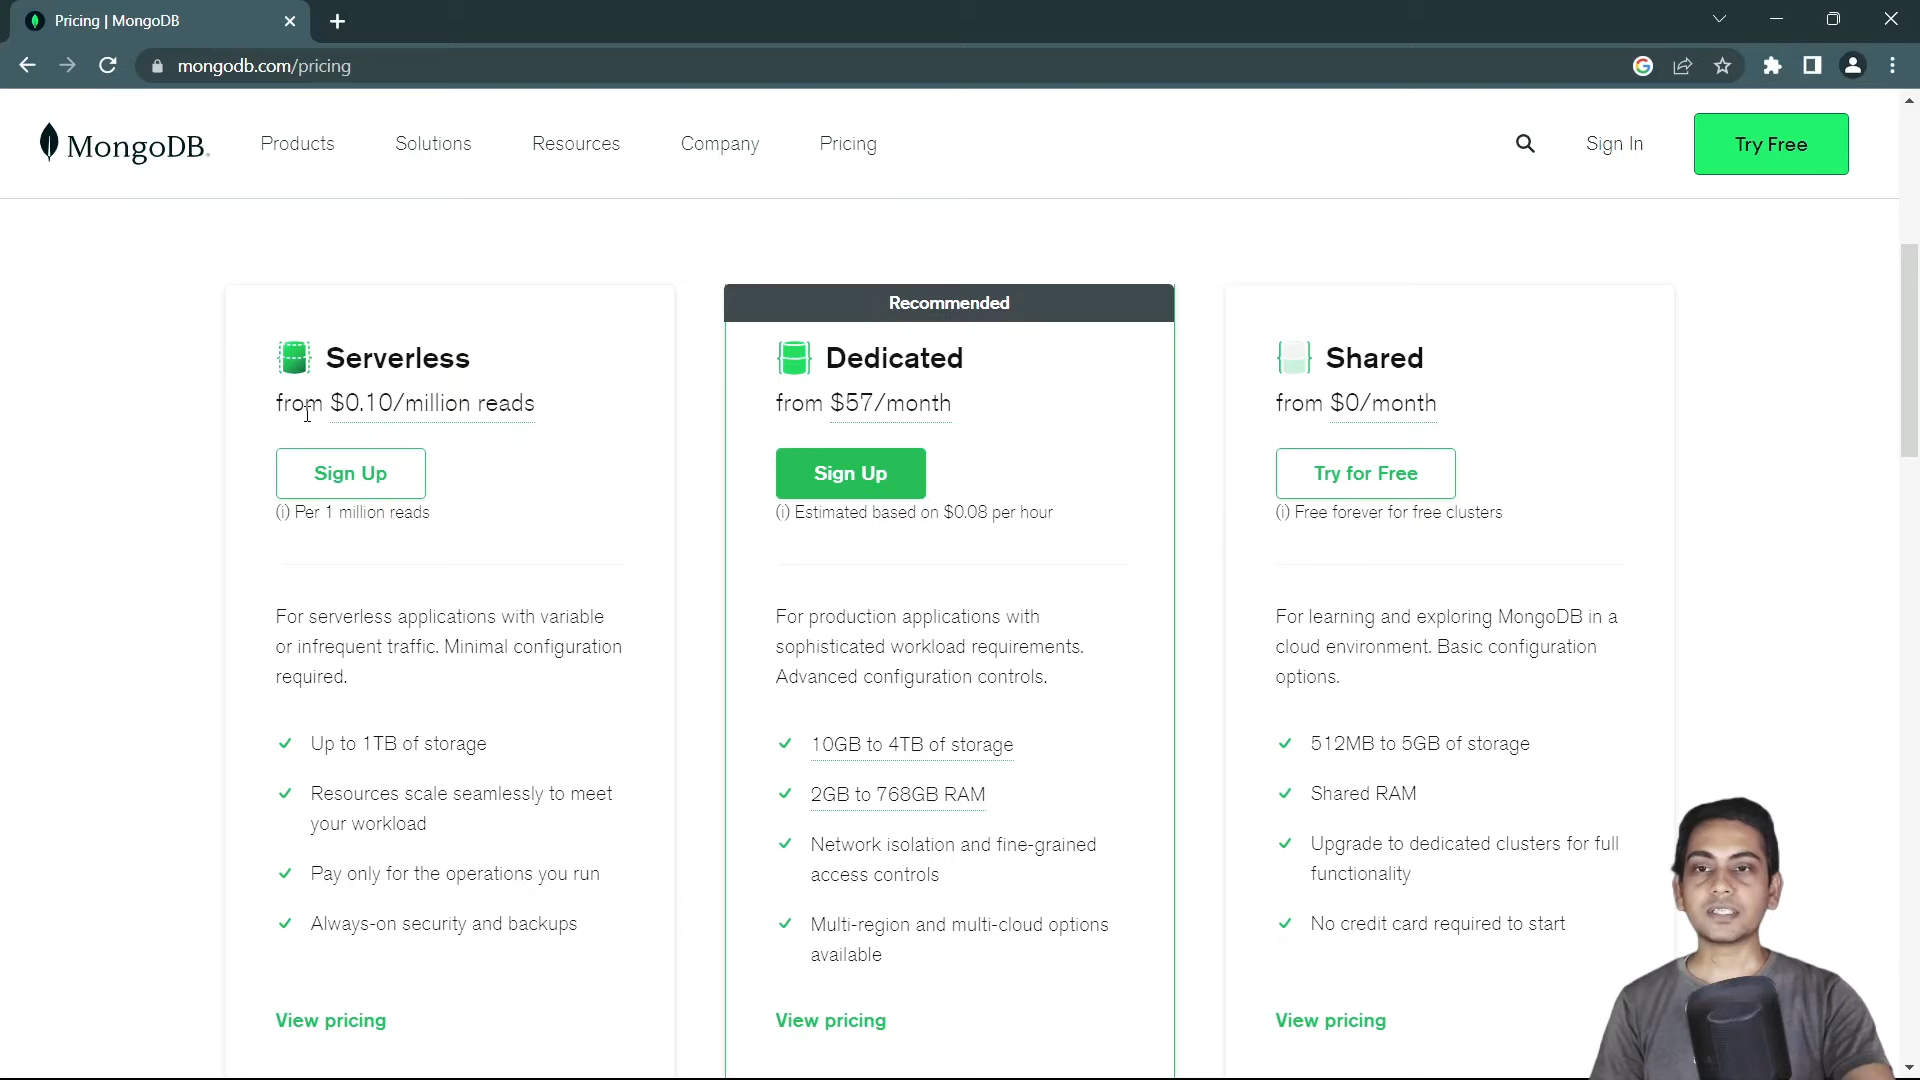 Pricing | MongoDB
mongodb.com/pricing
MongoDB.
Products
Solutions
Resources
Company
Pricing
Sign In
Try Free
Serverless
from $0.10/million reads
Sign Up
(i) Per 1 million reads
For serverless applications with variable
or infrequent traffic. Minimal configuration
required.
Up to 1TB of storage
Resources scale seamlessly to meet
your workload
Pay only for the operations you run
Always-on security and backups
View pricing
Recommended
Dedicated
from $57/month
Sign Up
(i) Estimated based on $0.08 per hour
For production applications with
sophisticated workload requirements.
Advanced configuration controls.
10GB to 4TB of storage
2GB to 768GB RAM
Network isolation and fine-grained
access controls
Multi-region and multi-cloud options
available
View pricing
Shared
from $0/month
Try for Free
(i) Free forever for free clusters
For learning and exploring MongoDB in a
cloud environment. Basic configuration
options.
512MB to 5GB of storage
Shared RAM
Upgrade to dedicated clusters for full
functionality
No credit card required to start
View pricing